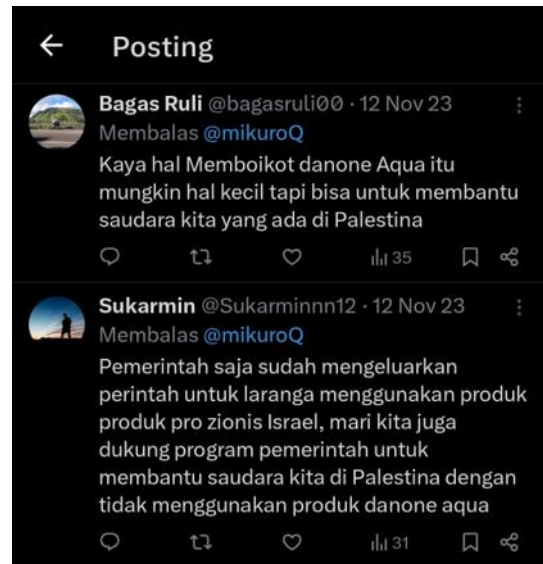 Posting
Bagas Ruli @bagasruli00 · 12 Nov 23
Membalas @mikuroQ
Kaya hal Memboikot danone Aqua itu
mungkin hal kecil tapi bisa untuk membantu
saudara kita yang ada di Palestina
35
Sukarmin @Sukarminnn12 · 12 Nov 23
Membalas @mikuroQ
Pemerintah saja sudah mengeluarkan
perintah untuk laranga menggunakan produk
produk pro zionis Israel, mari kita juga
dukung program pemerintah untuk
membantu saudara kita di Palestina dengan
tidak menggunakan produk danone aqua
31